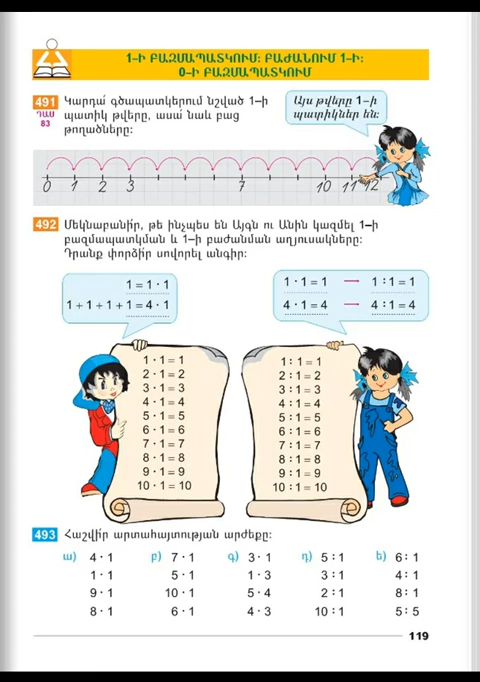 1-Ի ԲԱԶՄԱՊԱՏԿՈՒՄ: ԲԱԺԱՆՈՒՄ 1-Ի:
0-Ի ԲԱԶՄԱՊԱՏԿՈՒՄ
491 Կարդա՛ գծապատկերում նշված 1-ի
ԴԱՍ
83
պատիկ թվերը, ասա՛ նաև բաց
թողածները:
Այս թվերը 1-ի
պատիկներ են:
0 1 2 3 7 10 11 12
492 Մեկնաբանի՛ր, թե ինչպես են Այգն ու Անին կազմել 1-ի
բազմապատկման և 1-ի բաժանման աղյուսակները:
Դրանք փորձի՛ր սովորել անգիր:
1 = 1 · 1
1 + 1 + 1 + 1 = 4 · 1
1 · 1 = 1 — 1 : 1 = 1
4 · 1 = 4 — 4 : 1 = 4
1 · 1 = 1
2 · 1 = 2
3 · 1 = 3
4 · 1 = 4
5 · 1 = 5
6 · 1 = 6
7 · 1 = 7
8 · 1 = 8
9 · 1 = 9
10 · 1 = 10
1 : 1 = 1
2 : 1 = 2
3 : 1 = 3
4 : 1 = 4
5 : 1 = 5
6 : 1 = 6
7 : 1 = 7
8 : 1 = 8
9 : 1 = 9
10 : 1 = 10
493 Հաշվի՛ր արտահայտության արժեքը:
ա) 4 · 1 բ) 7 · 1 գ) 3 · 1 դ) 5 : 1 ե) 6 : 1
1 · 1 5 · 1 1 · 3 3 : 1 4 : 1
9 · 1 10 · 1 5 · 4 2 : 1 8 : 1
8 · 1 6 · 1 4 · 3 10 : 1 5 : 5
119